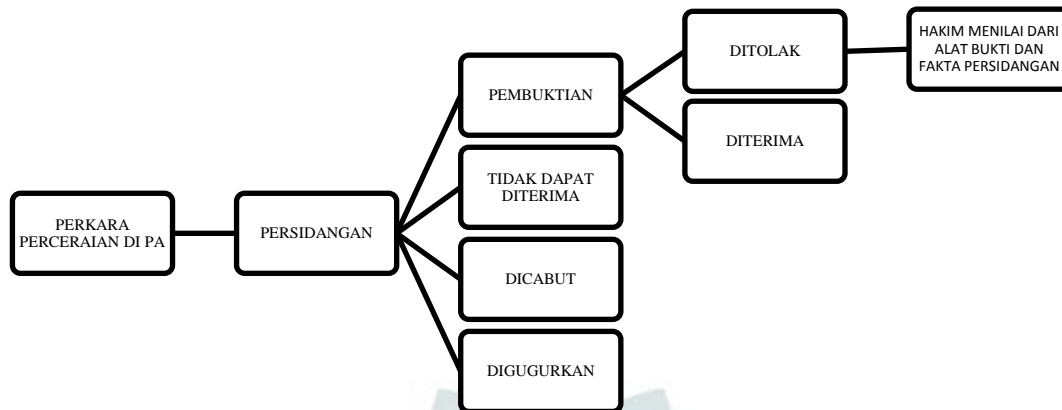 PERKARA
PERCERAIAN DI PA
PERSIDANGAN
PEMBUKTIAN
DITOLAK
HAKIM MENILAI DARI
ALAT BUKTI DAN
FAKTA PERSIDANGAN
DITERIMA
TIDAK DAPAT
DITERIMA
DICABUT
DIGUGURKAN